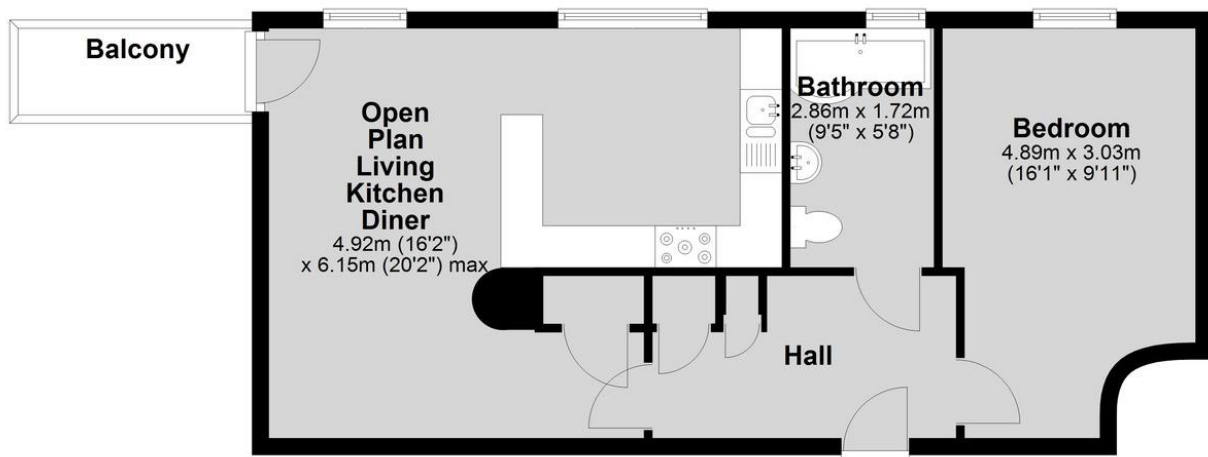 Balcony
Open
Plan
Living
Kitchen
Diner
4.92m (16'2")
x 6.15m (20'2") max
Bathroom
2.86m x 1.72m
(9'5" x 5'8")
Bedroom
4.89m x 3.03m
(16'1" x 9'11")
Hall